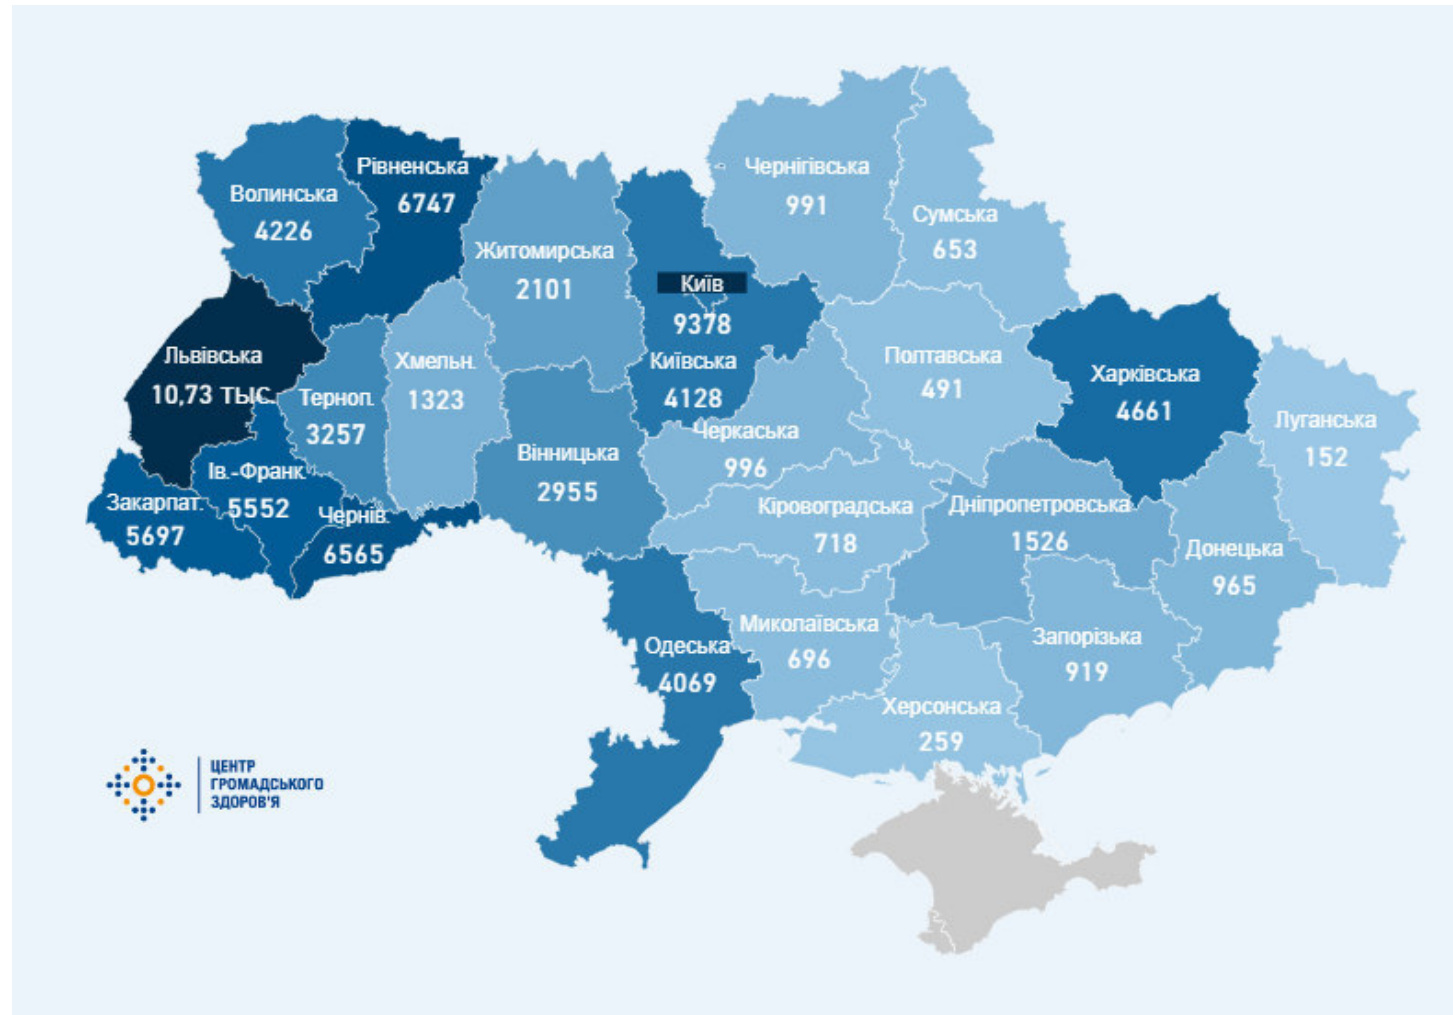 Рівненська
6747
Волинська
4226
Чернігівська
991
Сумська
653
Житомирська
2101
Київ
9378
Львівська
10,73 ТЫС.
Хмельн.
1323
Київська
4128
Полтавська
491
Харківська
4661
Терноп.
3257
Черкаська
996
Луганська
152
Вінницька
2955
Ів.-Франк.
5552
Закарпат.
5697
Чернів.
6565
Кіровоградська
718
Дніпропетровська
1526
Донецька
965
Миколаївська
696
Запорізька
919
Одеська
4069
Херсонська
259
ЦЕНТР
ГРОМАДСЬКОГО
ЗДОРОВ'Я